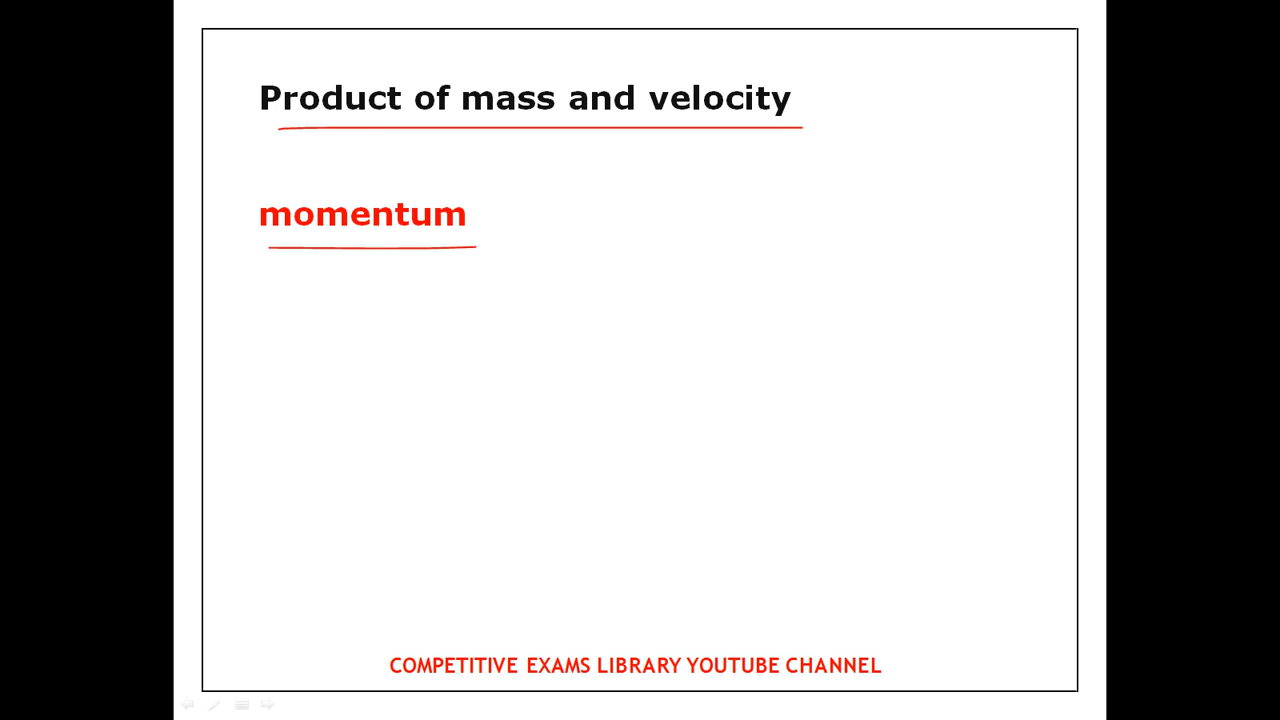 Product of mass and velocity
momentum
COMPETITIVE EXAMS LIBRARY YOUTUBE CHANNEL